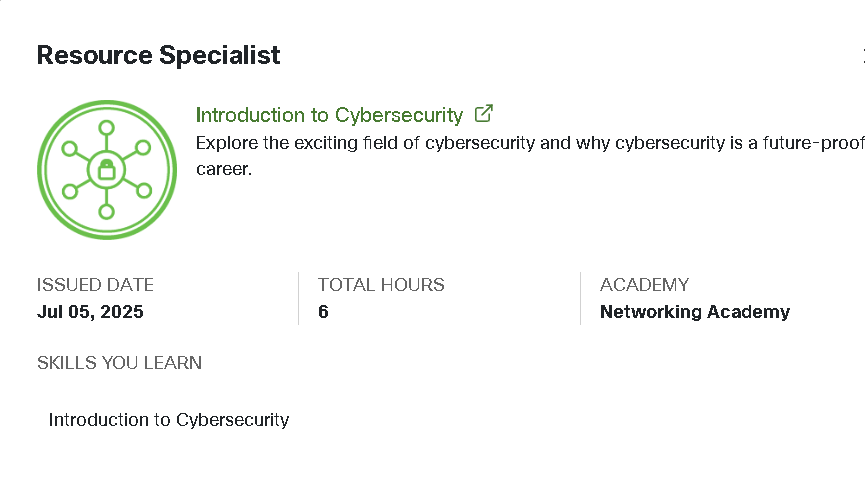 Resource Specialist
Introduction to Cybersecurity
Explore the exciting field of cybersecurity and why cybersecurity is a future-proof
career.
ISSUED DATE
Jul 05, 2025
TOTAL HOURS
6
ACADEMY
Networking Academy
SKILLS YOU LEARN
Introduction to Cybersecurity